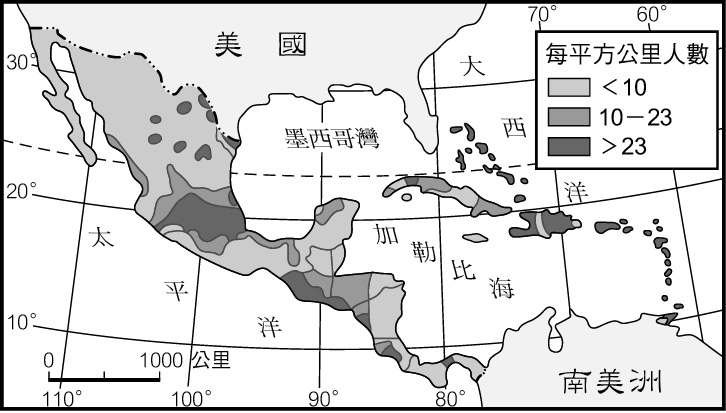 70°
60°
美國
每平方公里人數
<10
10－23
>23
30°
大
西
洋
墨西哥灣
20°
太
平
洋
加
勒
比
海
10°
0
1000 公里
南美洲
110°
100°
90°
80°